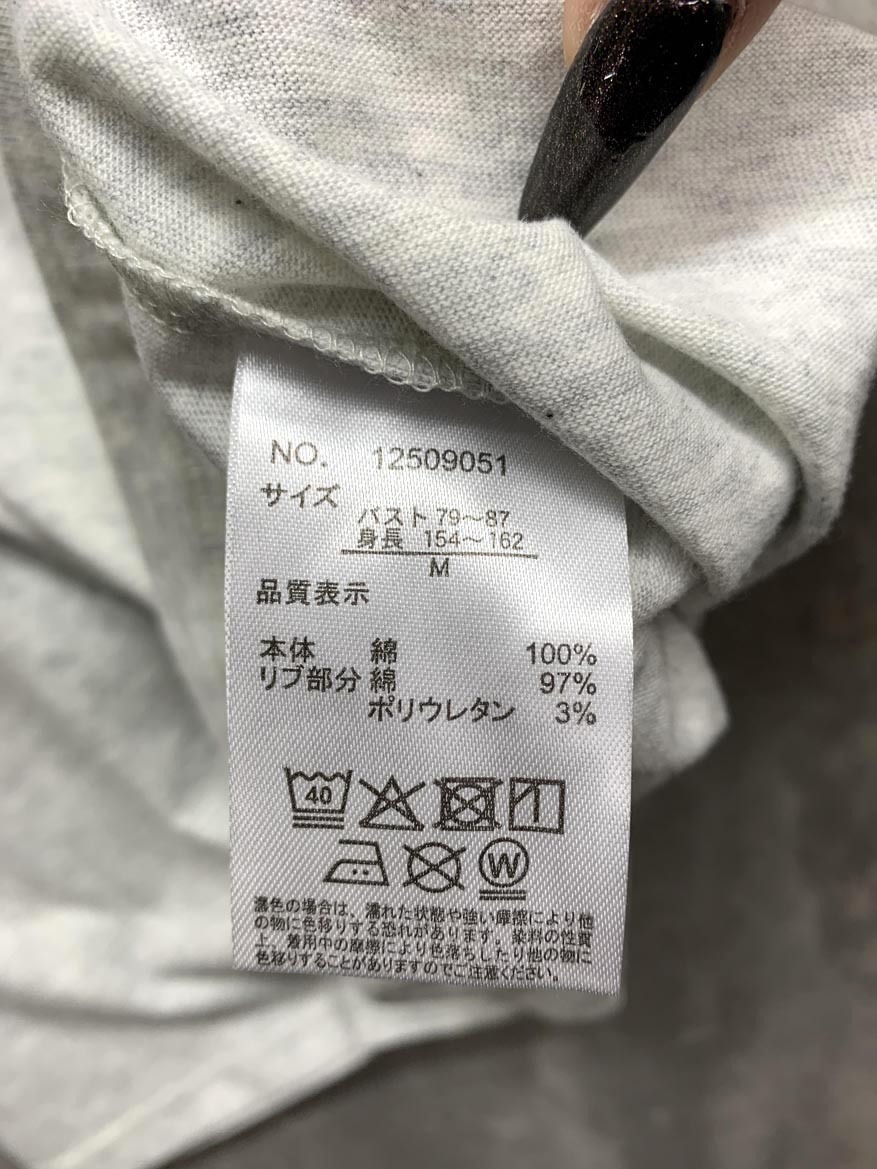 NO. 12509051
サイズ
バスト 79～87
身長 154～162
M
品質表示
本体 綿 100%
リブ部分 綿 97%
ポリウレタン 3%
40
W
濃色の場合は、濡れた状態や強い摩擦により他
の物に色移りする恐れがあります。染料の性質
上、着用中の摩擦により色落ちしたり他の物に
色移りすることがありますのでご注意ください。